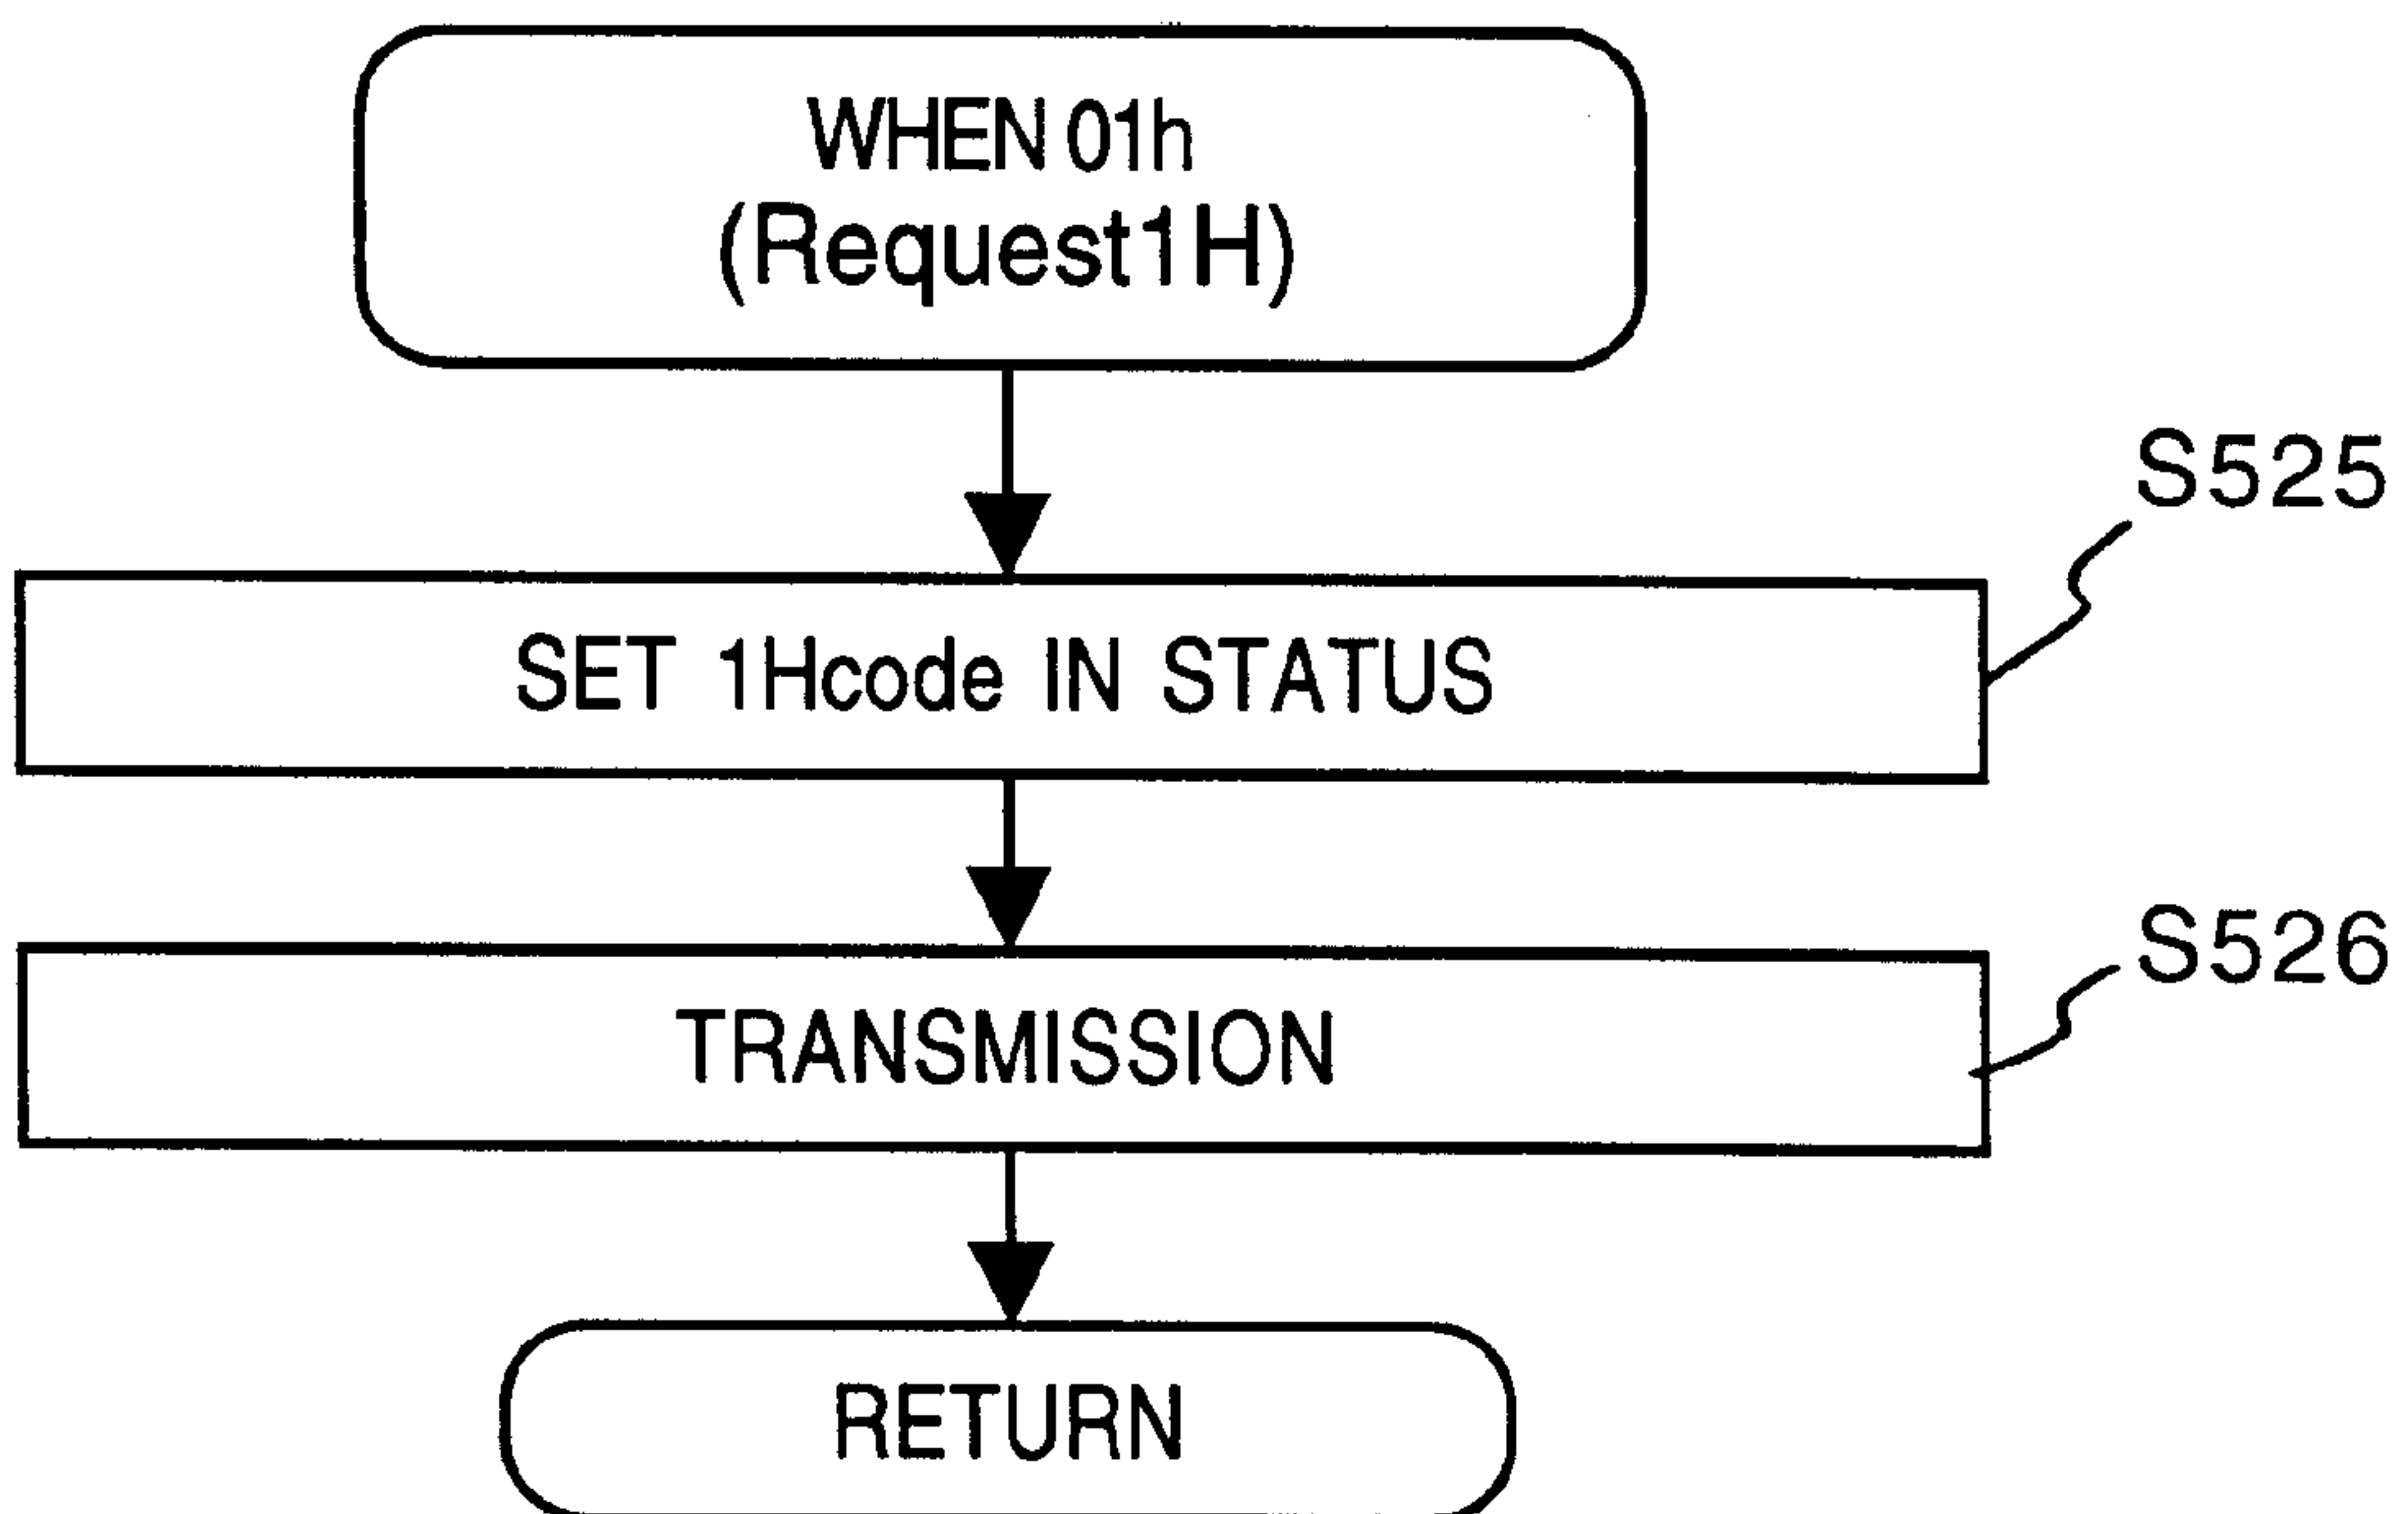 WHEN 01h
(Request1H)
S525
SET 1Hcode IN STATUS
S526
TRANSMISSION
RETURN